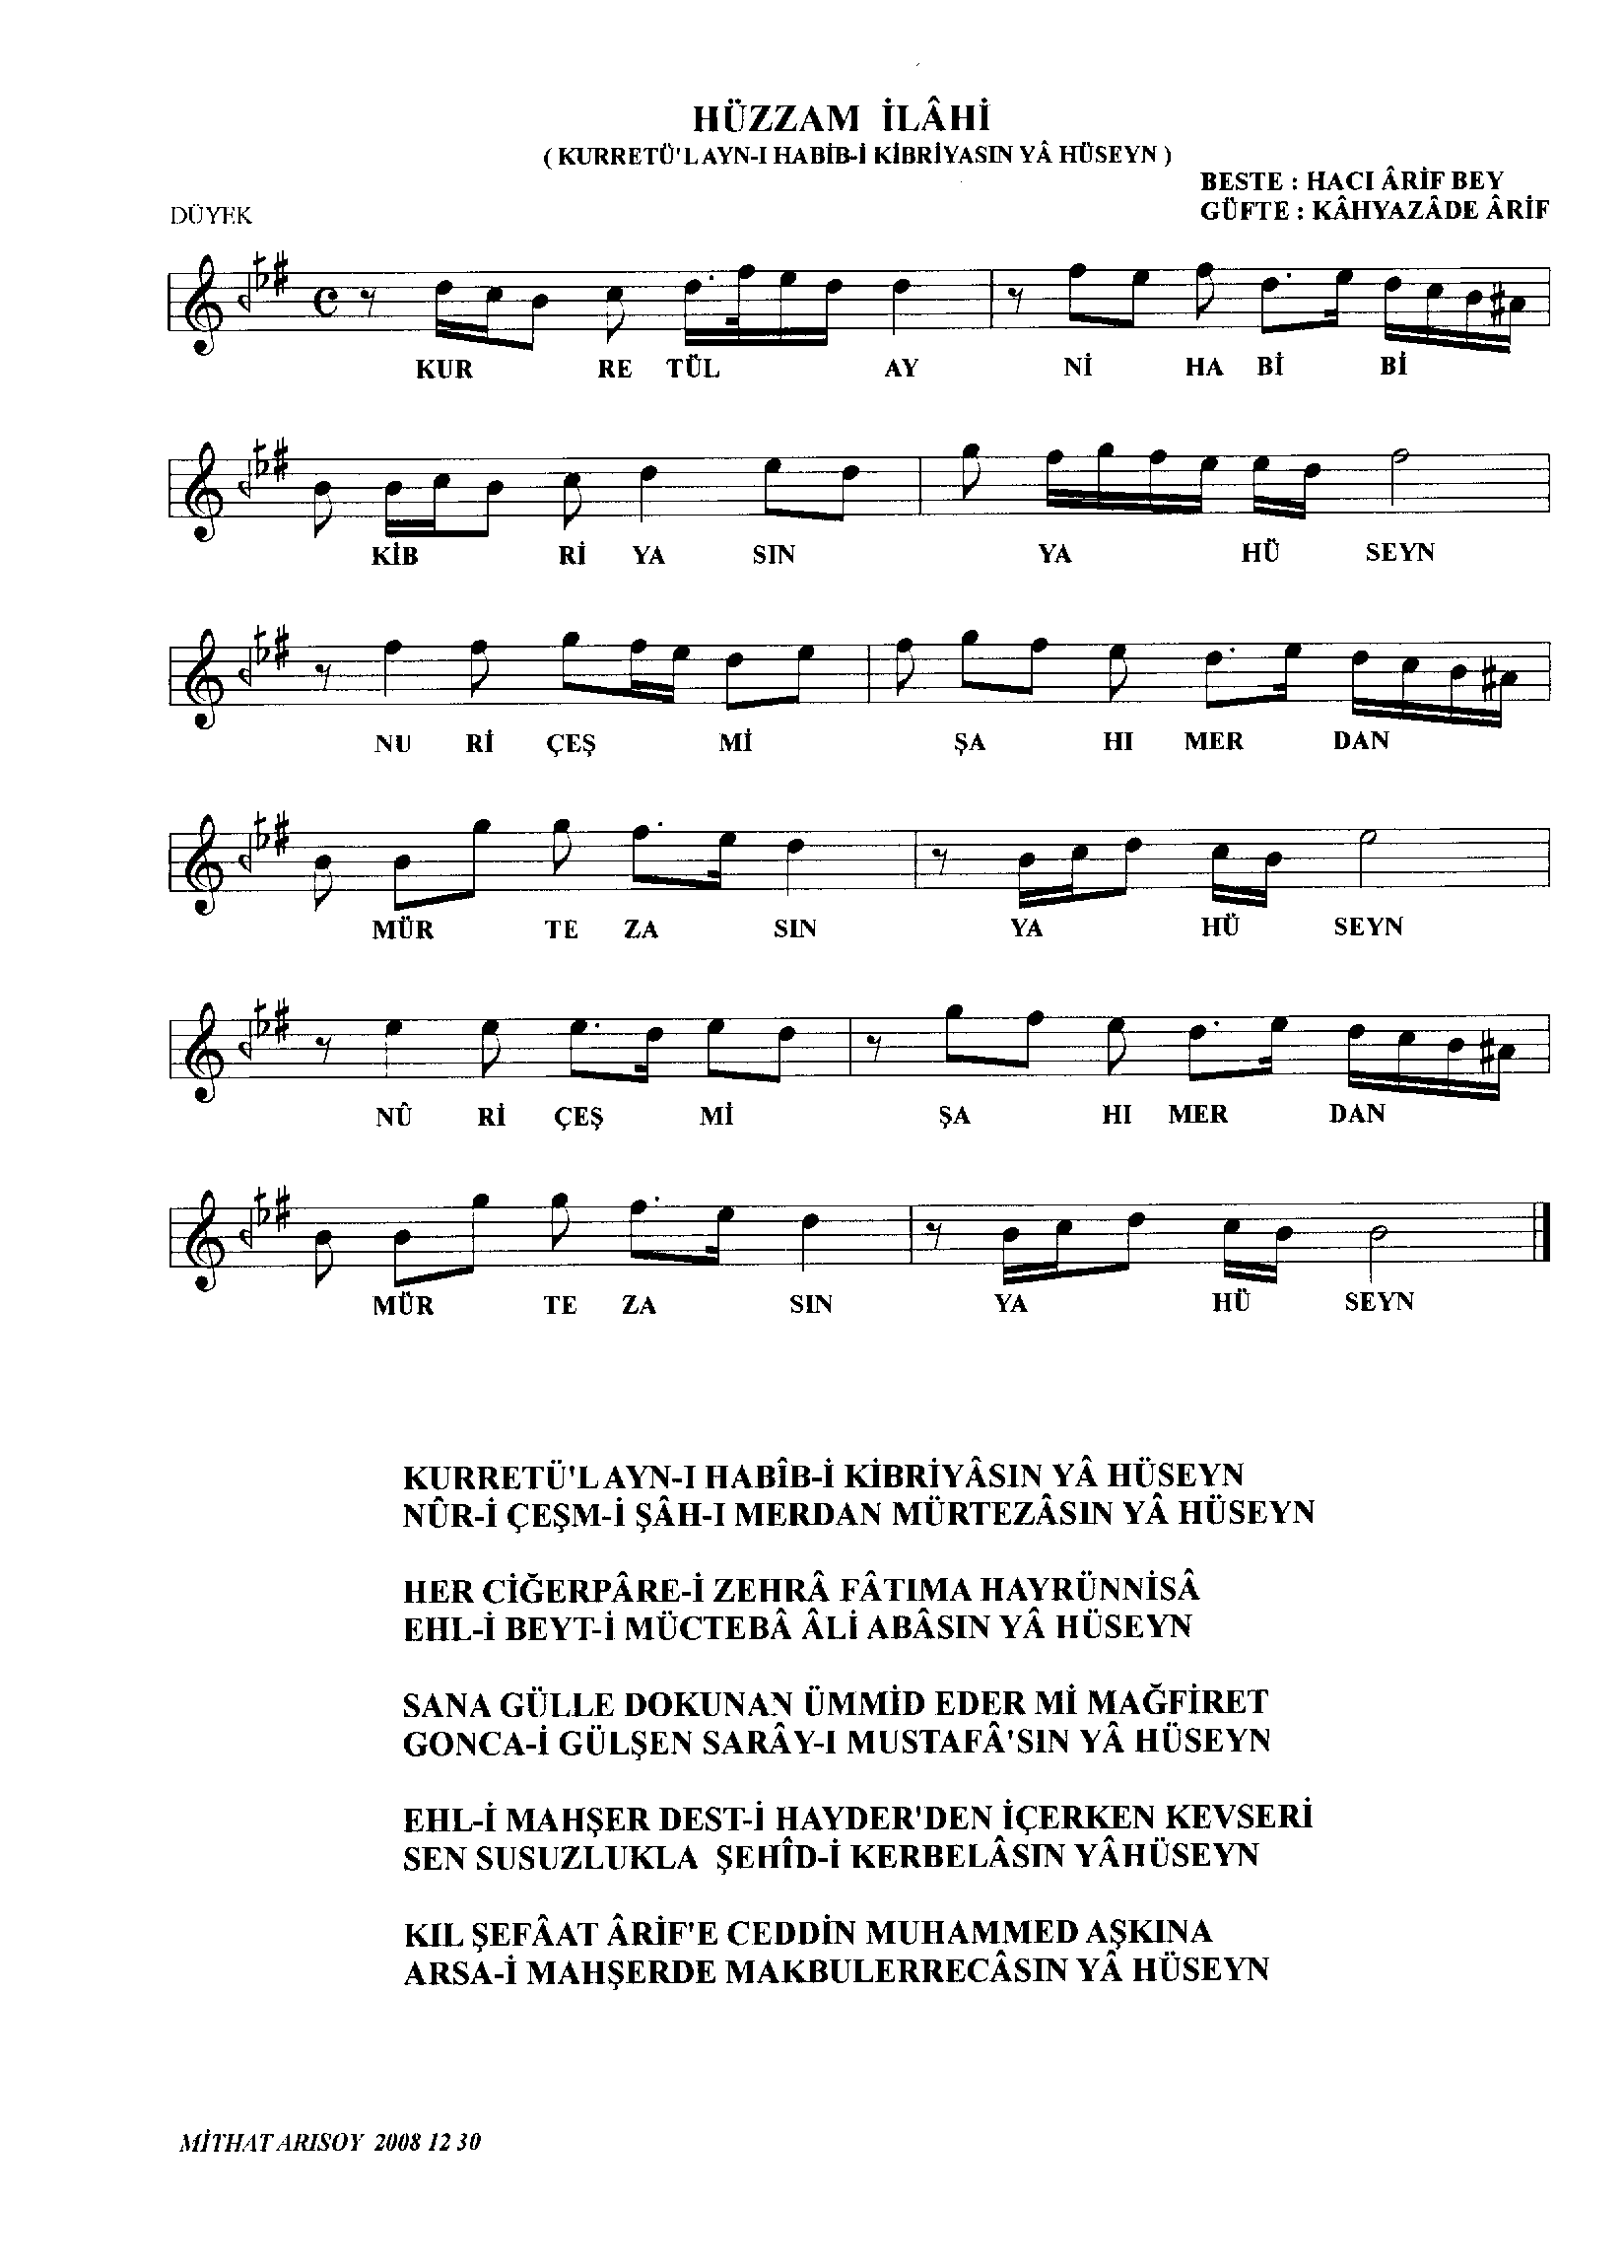 HÜZZAM İLÂHİ
( KURRETÜ'LAYN-I HABİB-İ KİBRİYASIN YÂ HÜSEYN )
BESTE : HACI ÂRİF BEY
DÜYEK
GÜFTE : KÂHYAZÂDE ÂRİF
KUR RE TÜL AY Nİ HA Bİ Bİ
KİB Rİ YA SIN YA HÜ SEYN
NU Rİ ÇEŞ Mİ ŞA HI MER DAN
MÜR TE ZA SIN YA HÜ SEYN
NÛ Rİ ÇEŞ Mİ ŞA HI MER DAN
MÜR TE ZA SIN YA HÜ SEYN
KURRETÜ'LAYN-I HABÎB-İ KİBRİYÂSIN YÂ HÜSEYN
NÛR-İ ÇEŞM-İ ŞÂH-I MERDAN MÜRTEZÂSIN YÂ HÜSEYN
HER CİĞERPÂRE-İ ZEHRÂ FÂTIMA HAYRÜNNİSÂ
EHL-İ BEYT-İ MÜCTEBÂ ÂLİ ABÂSIN YÂ HÜSEYN
SANA GÜLLE DOKUNAN ÜMMİD EDER Mİ MAĞFİRET
GONCA-İ GÜLŞEN SARÂY-I MUSTAFÂ'SIN YÂ HÜSEYN
EHL-İ MAHŞER DEST-İ HAYDER'DEN İÇERKEN KEVSERİ
SEN SUSUZLUKLA ŞEHÎD-İ KERBELÂSIN YÂHÜSEYN
KIL ŞEFÂAT ÂRİF'E CEDDİN MUHAMMED AŞKINA
ARSA-İ MAHŞERDE MAKBULERRECÂSIN YÂ HÜSEYN
MİTHAT ARISOY 2008 12 30